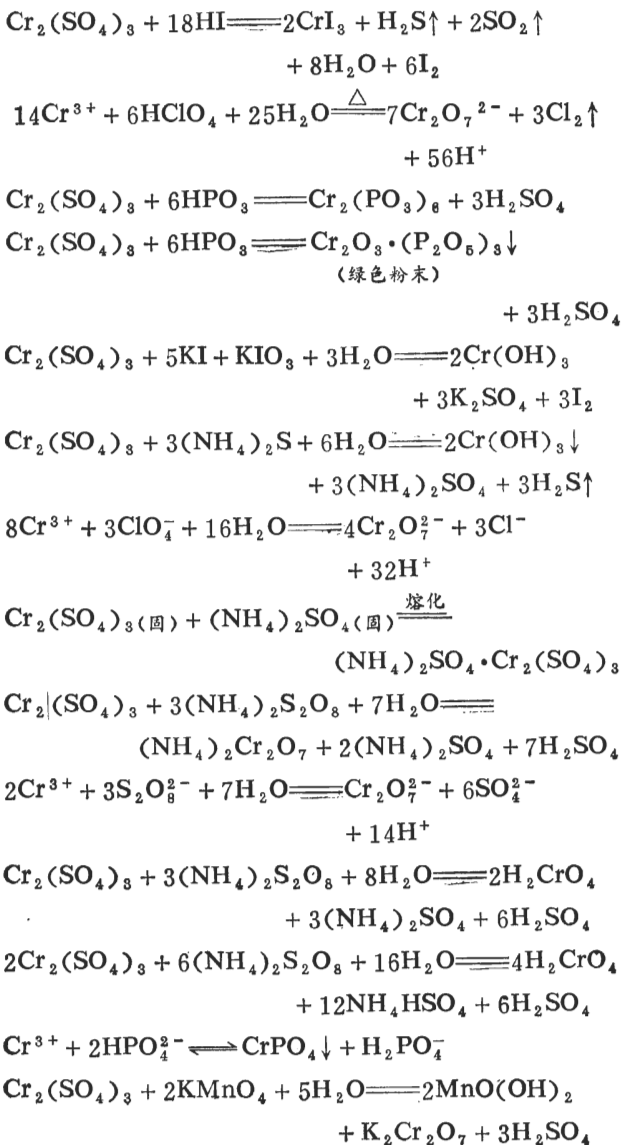 Cr₂(SO₄)₃ + 18HI══2CrI₃ + H₂S↑ + 2SO₂↑
+ 8H₂O + 6I₂
14Cr³⁺ + 6HClO₄ + 25H₂O══△══7Cr₂O₇²⁻ + 3Cl₂↑
+ 56H⁺
Cr₂(SO₄)₃ + 6HPO₃══Cr₂(PO₃)₆ + 3H₂SO₄
Cr₂(SO₄)₃ + 6HPO₃══Cr₂O₃·(P₂O₅)₃↓
(绿色粉末)
+ 3H₂SO₄
Cr₂(SO₄)₃ + 5KI + KIO₃ + 3H₂O══2Cr(OH)₃
+ 3K₂SO₄ + 3I₂
Cr₂(SO₄)₃ + 3(NH₄)₂S + 6H₂O══2Cr(OH)₃↓
+ 3(NH₄)₂SO₄ + 3H₂S↑
8Cr³⁺ + 3ClO₄⁻ + 16H₂O══4Cr₂O₇²⁻ + 3Cl⁻
+ 32H⁺
Cr₂(SO₄)₃(固) + (NH₄)₂SO₄(固)══熔化══
(NH₄)₂SO₄·Cr₂(SO₄)₃
Cr₂(SO₄)₃ + 3(NH₄)₂S₂O₈ + 7H₂O══
(NH₄)₂Cr₂O₇ + 2(NH₄)₂SO₄ + 7H₂SO₄
2Cr³⁺ + 3S₂O₈²⁻ + 7H₂O══Cr₂O₇²⁻ + 6SO₄²⁻
+ 14H⁺
Cr₂(SO₄)₃ + 3(NH₄)₂S₂O₈ + 8H₂O══2H₂CrO₄
+ 3(NH₄)₂SO₄ + 6H₂SO₄
2Cr₂(SO₄)₃ + 6(NH₄)₂S₂O₈ + 16H₂O══4H₂CrO₄
+ 12NH₄HSO₄ + 6H₂SO₄
Cr³⁺ + 2HPO₄²⁻⇌CrPO₄↓ + H₂PO₄⁻
Cr₂(SO₄)₃ + 2KMnO₄ + 5H₂O══2MnO(OH)₂
+ K₂Cr₂O₇ + 3H₂SO₄